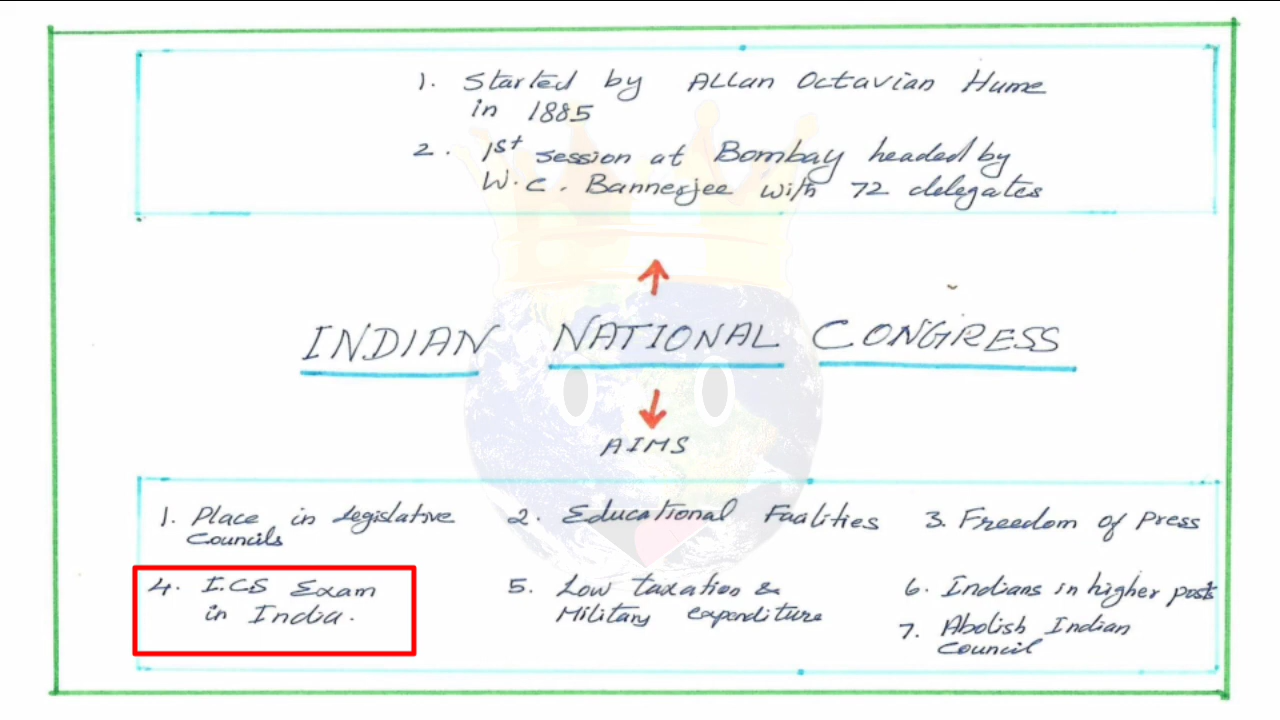 1. Started by Allan Octavian Hume
in 1885
2. 1st session at Bombay headed by
W.C. Bannerjee with 72 delegates
INDIAN NATIONAL CONGRESS
AIMS
1. Place in legislative
Councils
2. Educational Facilities
3. Freedom of Press
4. I.C.S Exam
in India.
5. Low taxation &
Military expenditure
6. Indians in higher posts
7. Abolish Indian
Council